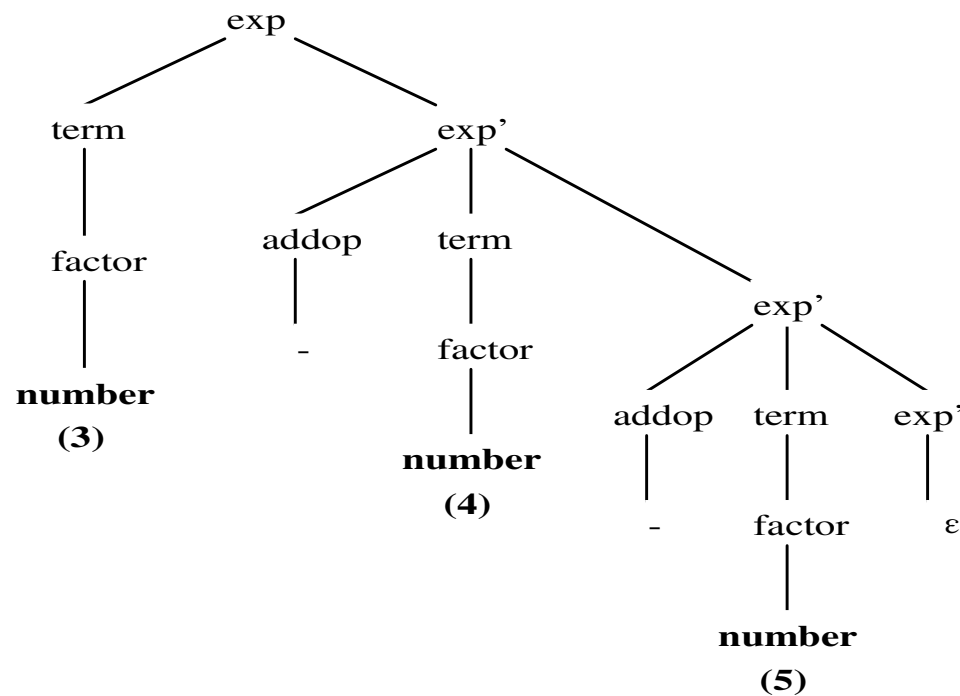 exp
term exp’
addop term
factor
exp’
- factor
number
(3)
addop term exp’
number
(4)
- factor ε
number
(5)